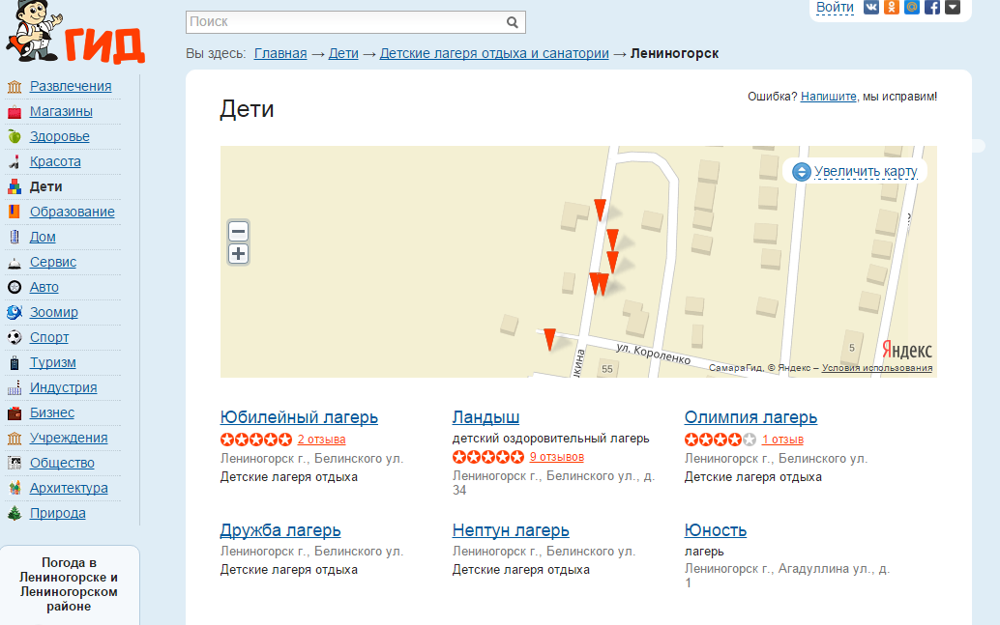 ГИД
Поиск
Войти
Вы здесь: Главная → Дети → Детские лагеря отдыха и санатории → Лениногорск
Развлечения
Магазины
Здоровье
Красота
Дети
Образование
Дом
Сервис
Авто
Зоомир
Спорт
Туризм
Индустрия
Бизнес
Учреждения
Общество
Архитектура
Природа
Погода в
Лениногорске и
Лениногорском
районе
Ошибка? Напишите, мы исправим!
Дети
Увеличить карту
ул. Короленко
55
5
Яндекс
СамараГид, © Яндекс – Условия использования
Юбилейный лагерь
2 отзыва
Лениногорск г., Белинского ул.
Детские лагеря отдыха
Ландыш
детский оздоровительный лагерь
9 отзывов
Лениногорск г., Белинского ул., д.
34
Олимпия лагерь
1 отзыв
Лениногорск г., Белинского ул.
Детские лагеря отдыха
Дружба лагерь
Лениногорск г., Белинского ул.
Детские лагеря отдыха
Нептун лагерь
Лениногорск г., Белинского ул.
Детские лагеря отдыха
Юность
лагерь
Лениногорск г., Агадуллина ул., д.
1